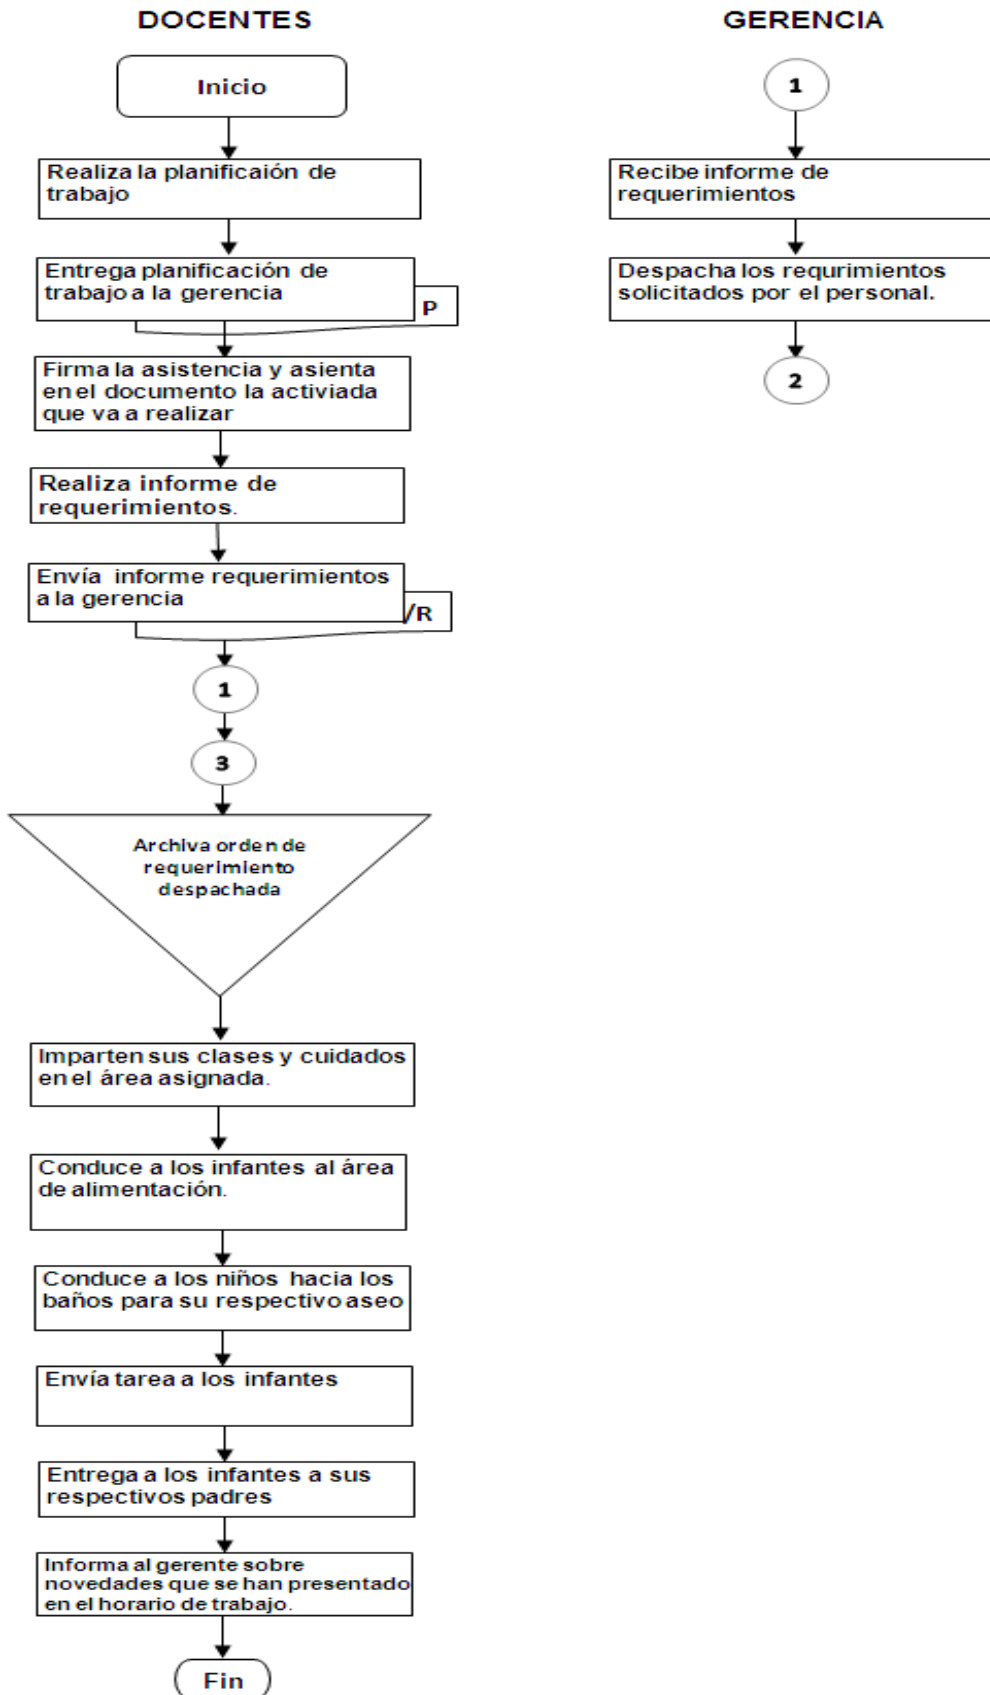 DOCENTES
Inicio
Realiza la planificaión de
trabajo
Entrega planificación de
trabajo a la gerencia
P
Firma la asistencia y asienta
en el documento la activiada
que va a realizar
Realiza informe de
requerimientos.
Envía informe requerimientos
a la gerencia
/R
1
3
Archiva orden de
requerimiento
despachada
Imparten sus clases y cuidados
en el área asignada.
Conduce a los infantes al área
de alimentación.
Conduce a los niños hacia los
baños para su respectivo aseo
Envía tarea a los infantes
Entrega a los infantes a sus
respectivos padres
Informa al gerente sobre
novedades que se han presentado
en el horario de trabajo.
Fin
GERENCIA
1
Recibe informe de
requerimientos
Despacha los requrimientos
solicitados por el personal.
2